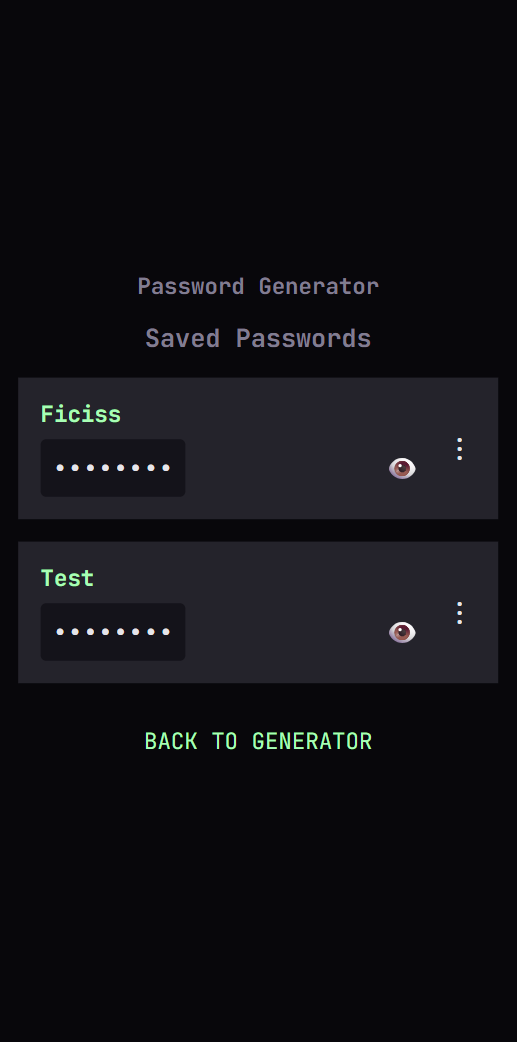 Password Generator
Saved Passwords
Ficiss
••••••••
Test
••••••••
BACK TO GENERATOR